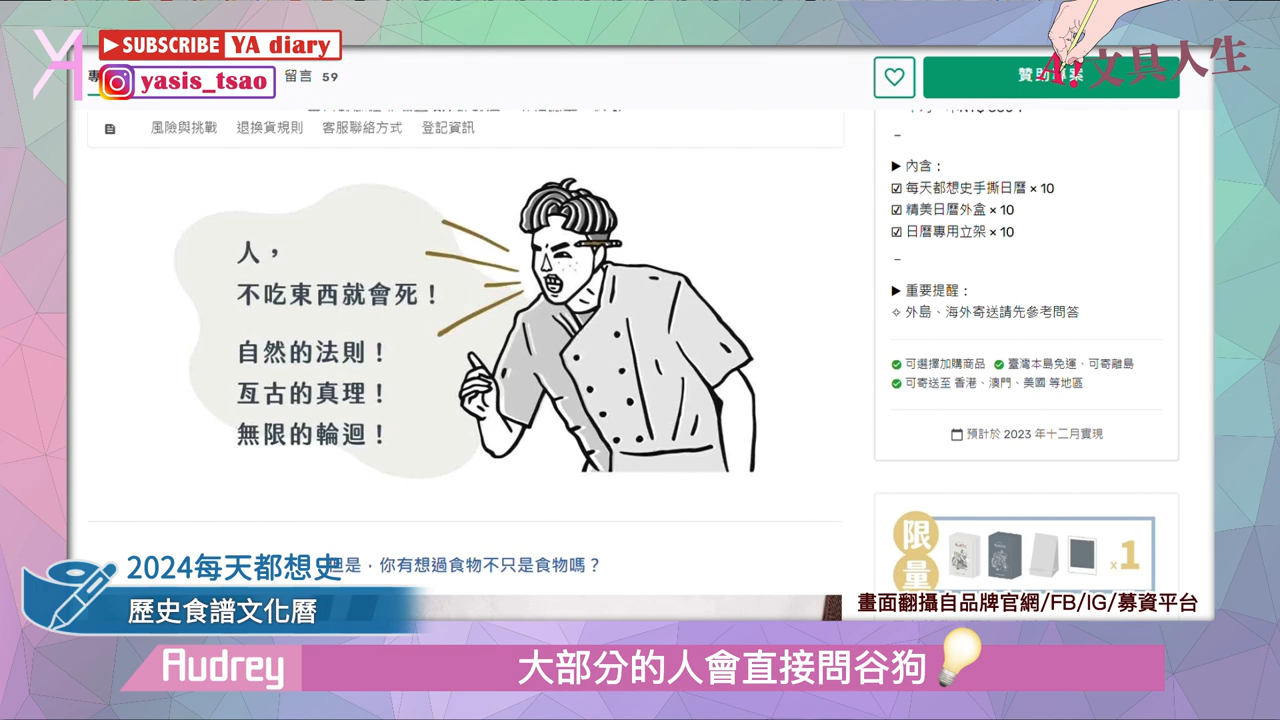 SUBSCRIBE YA diary
yasis_tsao
留言 59
文具人生
風險與挑戰 退換貨規則 客服聯絡方式 登記資訊
人，
不吃東西就會死！
自然的法則！
亙古的真理！
無限的輪迴！
–
▶ 內含：
☑ 每天都想史手撕日曆 × 10
☑ 精美日曆外盒 × 10
☑ 日曆專用立架 × 10
–
▶ 重要提醒：
✧ 外島、海外寄送請先參考問答
可選擇加購商品 臺灣本島免運、可寄離島
可寄送至 香港、澳門、美國 等地區
預計於 2023 年十二月實現
限量
x1
但是，你有想過食物不只是食物嗎？
2024每天都想史
歷史食譜文化曆
畫面翻攝自品牌官網/FB/IG/募資平台
Audrey
大部分的人會直接問谷狗